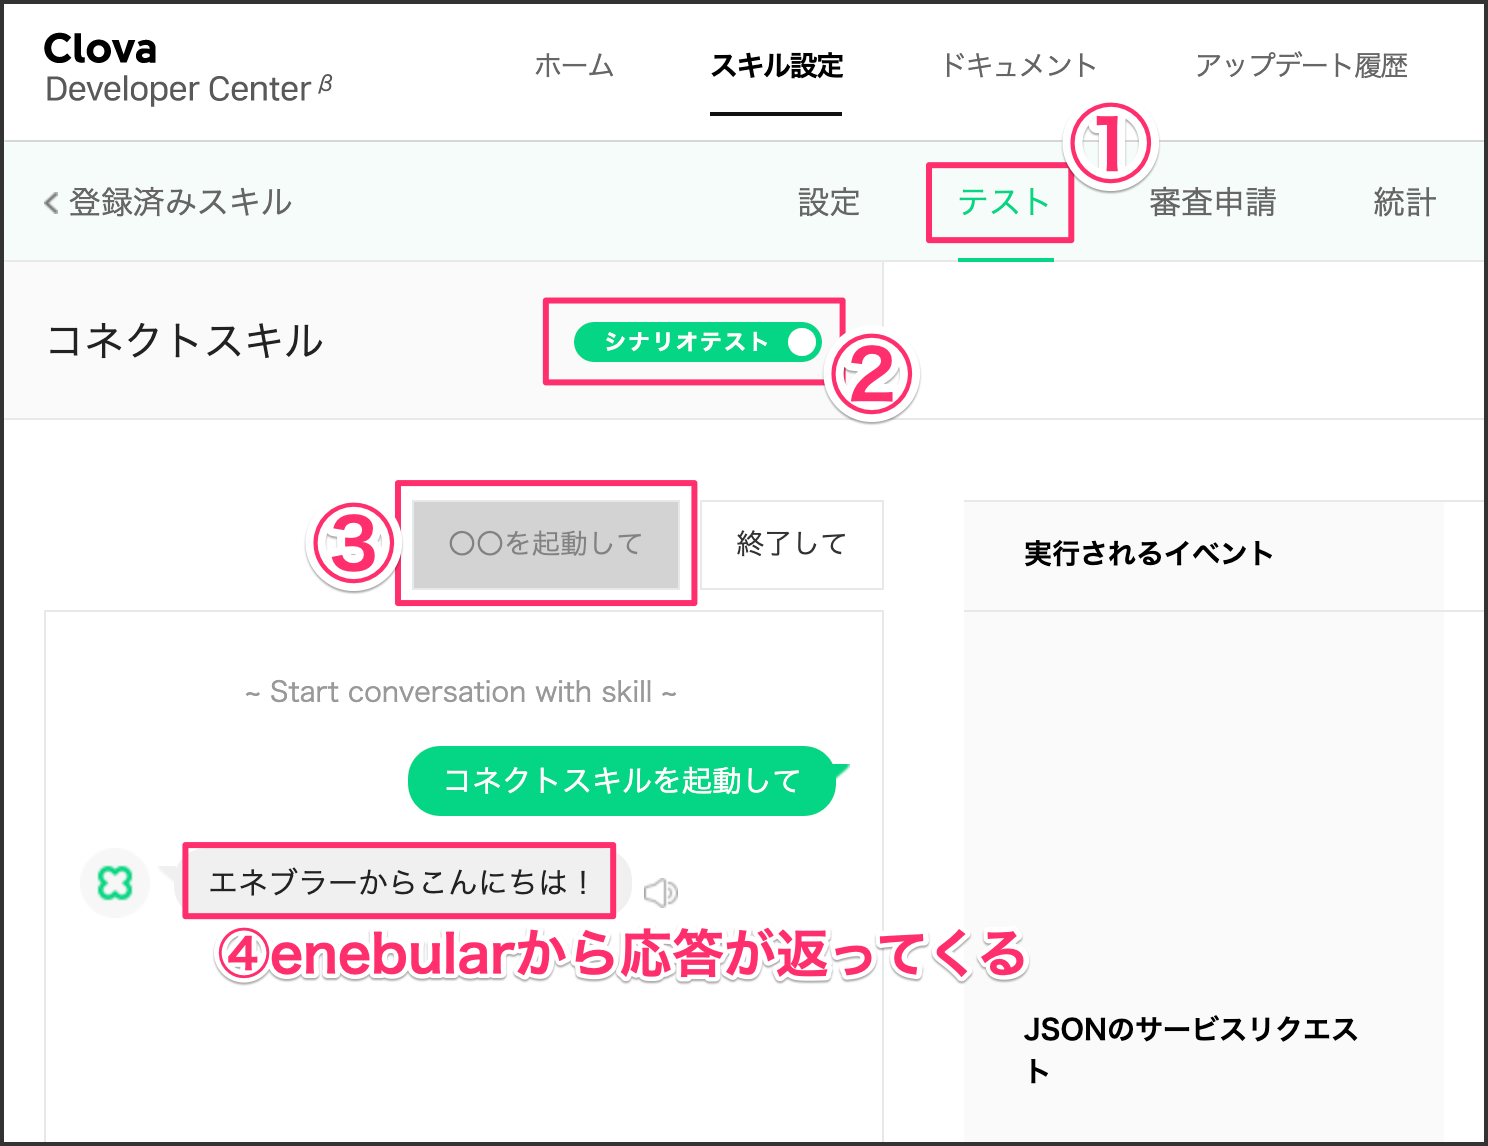 Clova
Developer Center β
ホーム
スキル設定
ドキュメント
アップデート履歴
①
登録済みスキル
設定
テスト
審査申請
統計
コネクトスキル
シナリオテスト
②
③
〇〇を起動して
終了して
実行されるイベント
~ Start conversation with skill ~
コネクトスキルを起動して
エネブラーからこんにちは！
④enebularから応答が返ってくる
JSONのサービスリクエス
ト